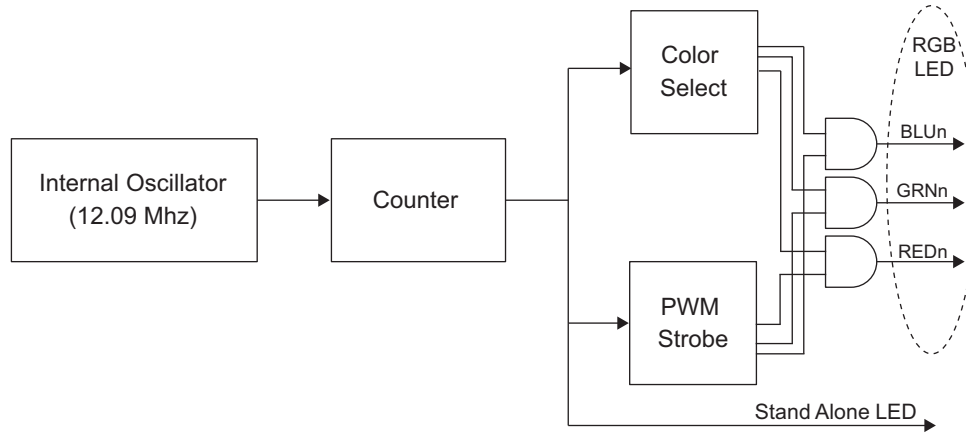 Internal Oscillator
(12.09 Mhz)
Counter
Color
Select
PWM
Strobe
RGB
LED
BLUn
GRNn
REDn
Stand Alone LED